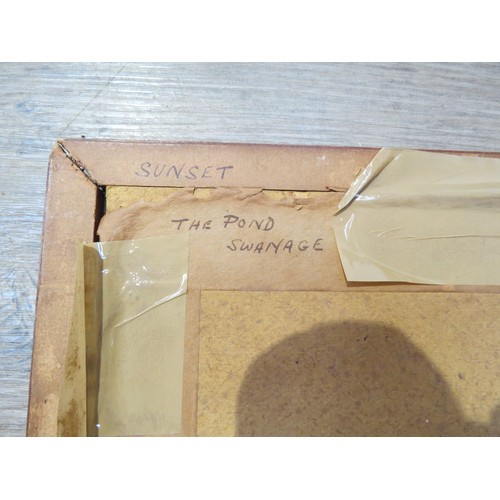 SUNSET
THE POND
SWANAGE